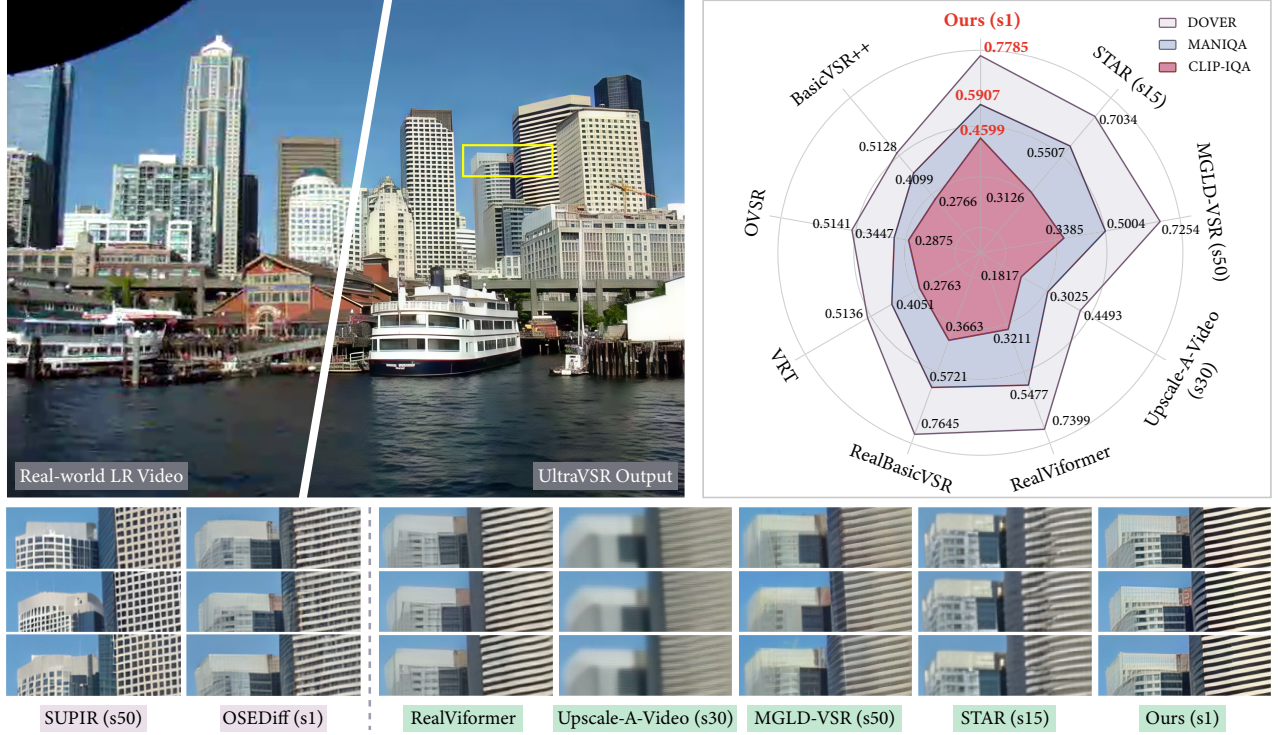 Real-world LR Video
UltraVSR Output
Ours (s1)
DOVER
MANIQA
CLIP-IQA
BasicVSR++
STAR (s15)
OVSR
MGLD-VSR (s50)
VRT
Upscale-A-Video
(s30)
RealBasicVSR
RealViformer
0.7785
0.5907
0.4599
0.7034
0.5507
0.3126
0.5128
0.4099
0.2766
0.5141
0.3447
0.2875
0.3385
0.5004
0.7254
0.1817
0.3025
0.4493
0.2763
0.4051
0.5136
0.3663
0.3211
0.5721
0.5477
0.7645
0.7399
SUPIR (s50)
OSEDiff (s1)
RealViformer
Upscale-A-Video (s30)
MGLD-VSR (s50)
STAR (s15)
Ours (s1)